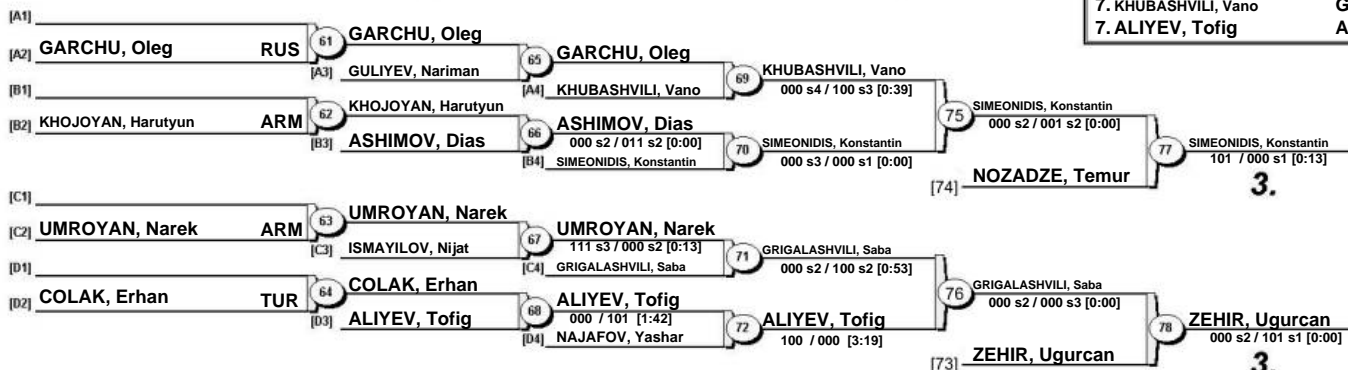 7. KHUBASHVILI, Vano G
7. ALIYEV, Tofig A
[A1]
[A2] GARCHU, Oleg RUS
61 GARCHU, Oleg
[A3] GULIYEV, Nariman
65 GARCHU, Oleg
[A4] KHUBASHVILI, Vano
69 KHUBASHVILI, Vano
000 s4 / 100 s3 [0:39]
[B1]
[B2] KHOJOYAN, Harutyun ARM
62 KHOJOYAN, Harutyun
[B3] ASHIMOV, Dias
66 ASHIMOV, Dias
000 s2 / 011 s2 [0:00]
[B4] SIMEONIDIS, Konstantin
70 SIMEONIDIS, Konstantin
000 s3 / 000 s1 [0:00]
75 SIMEONIDIS, Konstantin
000 s2 / 001 s2 [0:00]
[74] NOZADZE, Temur
77 SIMEONIDIS, Konstantin
101 / 000 s1 [0:13]
3.
[C1]
[C2] UMROYAN, Narek ARM
63 UMROYAN, Narek
[C3] ISMAYILOV, Nijat
67 UMROYAN, Narek
111 s3 / 000 s2 [0:13]
[C4] GRIGALASHVILI, Saba
71 GRIGALASHVILI, Saba
000 s2 / 100 s2 [0:53]
[D1]
[D2] COLAK, Erhan TUR
64 COLAK, Erhan
[D3] ALIYEV, Tofig
68 ALIYEV, Tofig
000 / 101 [1:42]
[D4] NAJAFOV, Yashar
72 ALIYEV, Tofig
100 / 000 [3:19]
76 GRIGALASHVILI, Saba
000 s2 / 000 s3 [0:00]
[73] ZEHIR, Ugurcan
78 ZEHIR, Ugurcan
000 s2 / 101 s1 [0:00]
3.